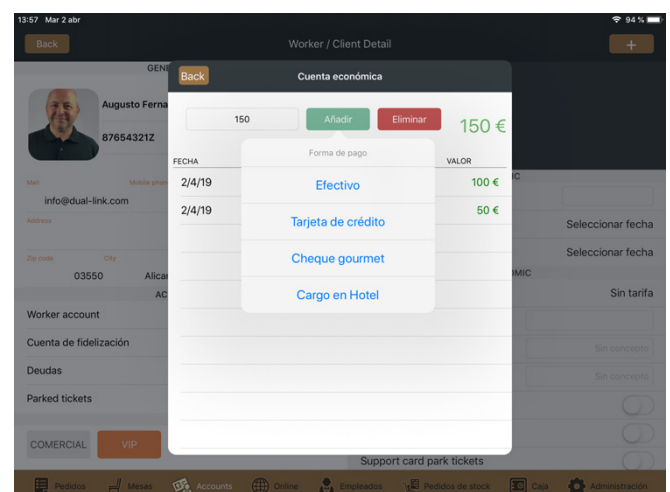 13:57 Mar 2 abr
94 %
Back
Worker / Client Detail
+
GENE
Augusto Ferna
87654321Z
Mail
Mobile phon
info@dual-link.com
Address
Zip code
City
03550
Alicar
AC
Worker account
Cuenta de fidelización
Deudas
Parked tickets
COMERCIAL
VIP
Back
Cuenta económica
150
Añadir
Eliminar
150 €
FECHA
VALOR
2/4/19
100 €
2/4/19
50 €
Forma de pago
Efectivo
Tarjeta de crédito
Cheque gourmet
Cargo en Hotel
IC
Seleccionar fecha
Seleccionar fecha
OMIC
Sin tarifa
Sin concepto
Sin concepto
Support card park tickets
Pedidos
Mesas
Accounts
Online
Empleados
Pedidos de stock
Caja
Administración